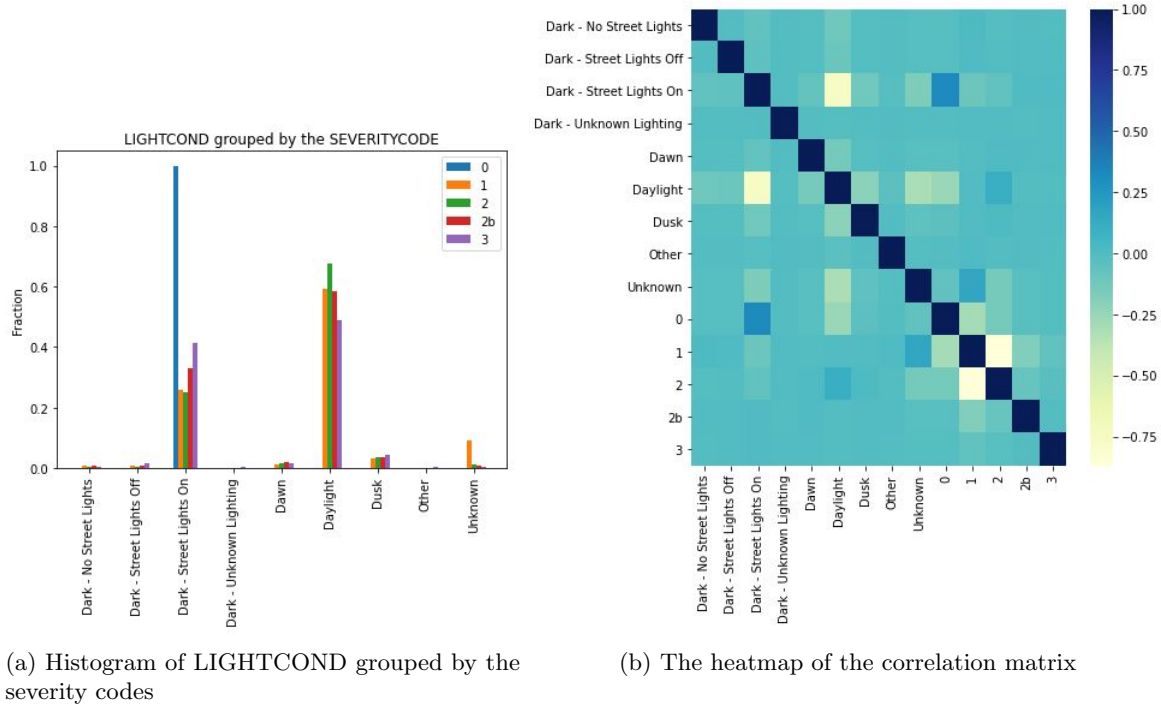 LIGHTCOND grouped by the SEVERITYCODE
1.0
0.8
0.6
0.4
0.2
0.0
Fraction
0
1
2
2b
3
Dark - No Street Lights
Dark - Street Lights Off
Dark - Street Lights On
Dark - Unknown Lighting
Dawn
Daylight
Dusk
Other
Unknown
(a) Histogram of LIGHTCOND grouped by the
severity codes
Dark - No Street Lights
Dark - Street Lights Off
Dark - Street Lights On
Dark - Unknown Lighting
Dawn
Daylight
Dusk
Other
Unknown
0
1
2
2b
3
Dark - No Street Lights
Dark - Street Lights Off
Dark - Street Lights On
Dark - Unknown Lighting
Dawn
Daylight
Dusk
Other
Unknown
0
1
2
2b
3
1.00
0.75
0.50
0.25
0.00
−0.25
−0.50
−0.75
(b) The heatmap of the correlation matrix